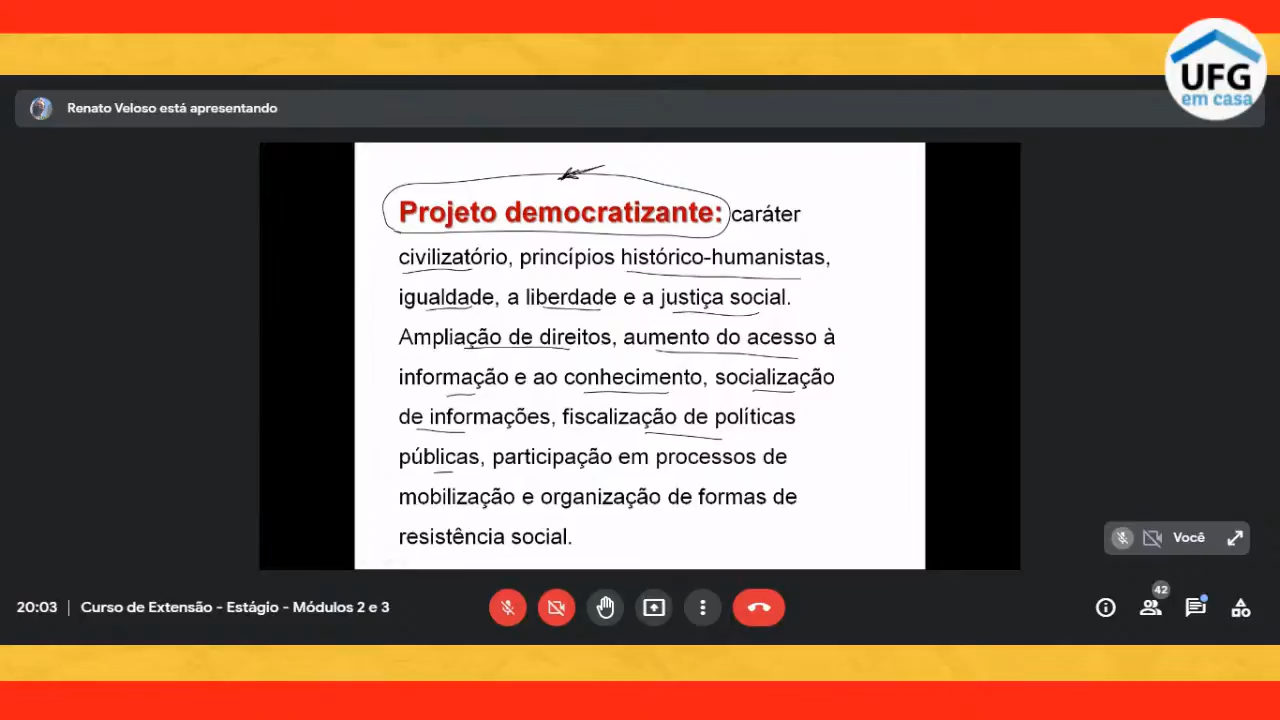 UFG
em casa
Renato Veloso está apresentando
Projeto democratizante: caráter
civilizatório, princípios histórico-humanistas,
igualdade, a liberdade e a justiça social.
Ampliação de direitos, aumento do acesso à
informação e ao conhecimento, socialização
de informações, fiscalização de políticas
públicas, participação em processos de
mobilização e organização de formas de
resistência social.
Você
42
20:03 | Curso de Extensão - Estágio - Módulos 2 e 3